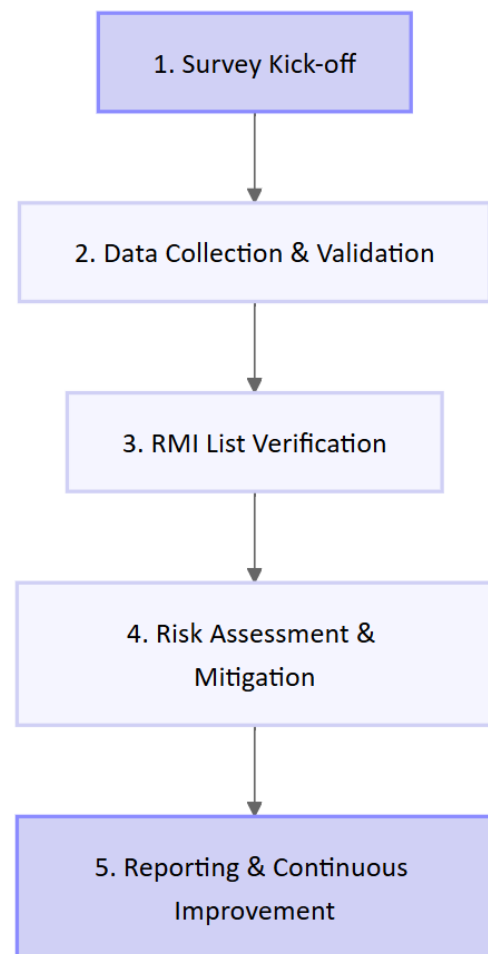 1. Survey Kick-off
2. Data Collection & Validation
3. RMI List Verification
4. Risk Assessment &
Mitigation
5. Reporting & Continuous
Improvement